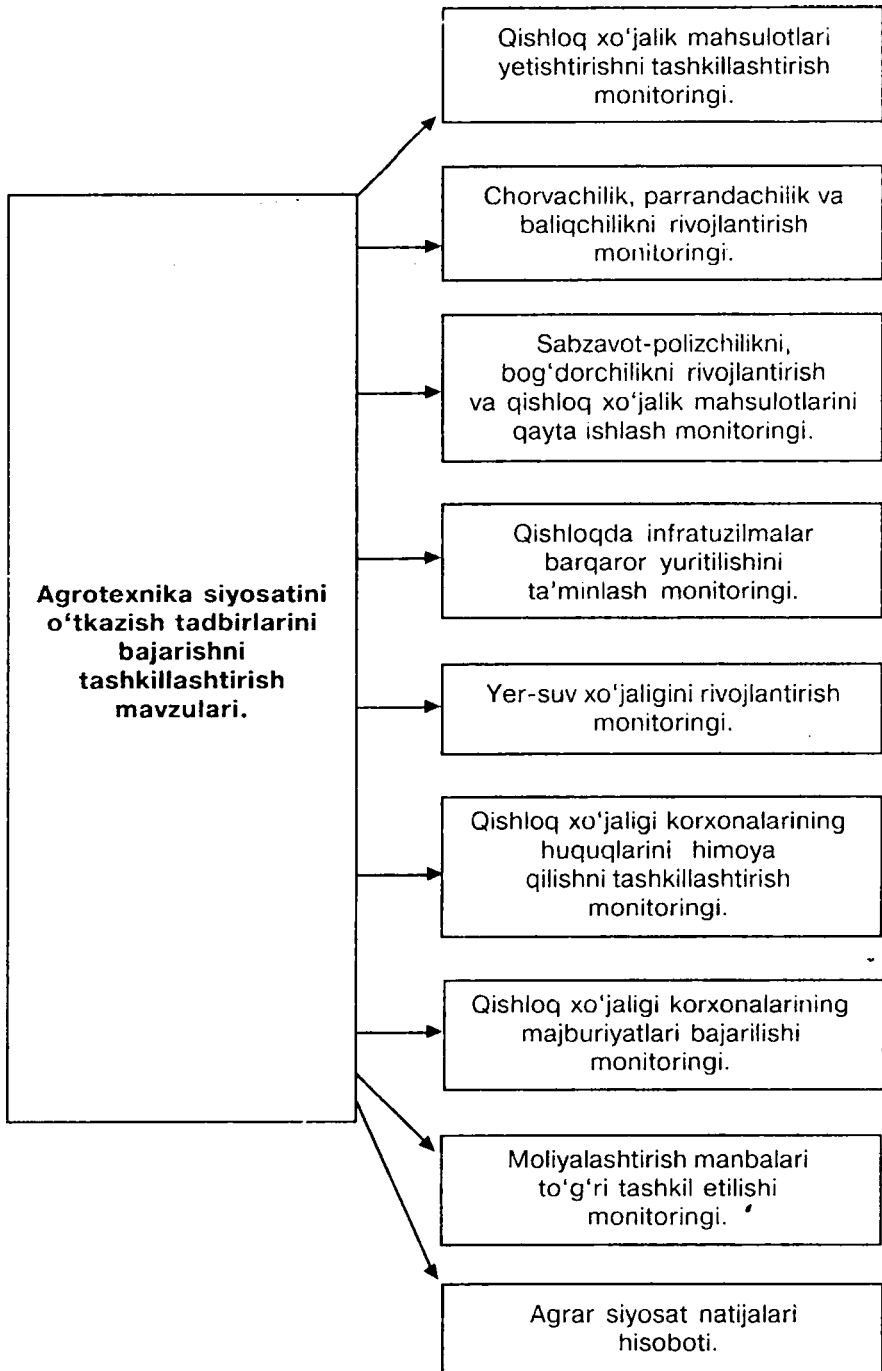 Qishloq xo‘jalik mahsulotlari
yetishtirishni tashkillashtirish
monitoringi.
Chorvachilik, parrandachilik va
baliqchilikni rivojlantirish
monitoringi.
Sabzavot-polizchilikni,
bog‘dorchilikni rivojlantirish
va qishloq xo‘jalik mahsulotlarini
qayta ishlash monitoringi.
Qishloqda infratuzilmalar
barqaror yuritilishini
ta’minlash monitoringi.
Agrotexnika siyosatini
o‘tkazish tadbirlarini
bajarishni
tashkillashtirish
mavzulari.
Yer-suv xo‘jaligini rivojlantirish
monitoringi.
Qishloq xo‘jaligi korxonalarining
huquqlarini himoya
qilishni tashkillashtirish
monitoringi.
Qishloq xo‘jaligi korxonalarining
majburiyatlari bajarilishi
monitoringi.
Moliyalashtirish manbalari
to‘g‘ri tashkil etilishi
monitoringi.
Agrar siyosat natijalari
hisoboti.